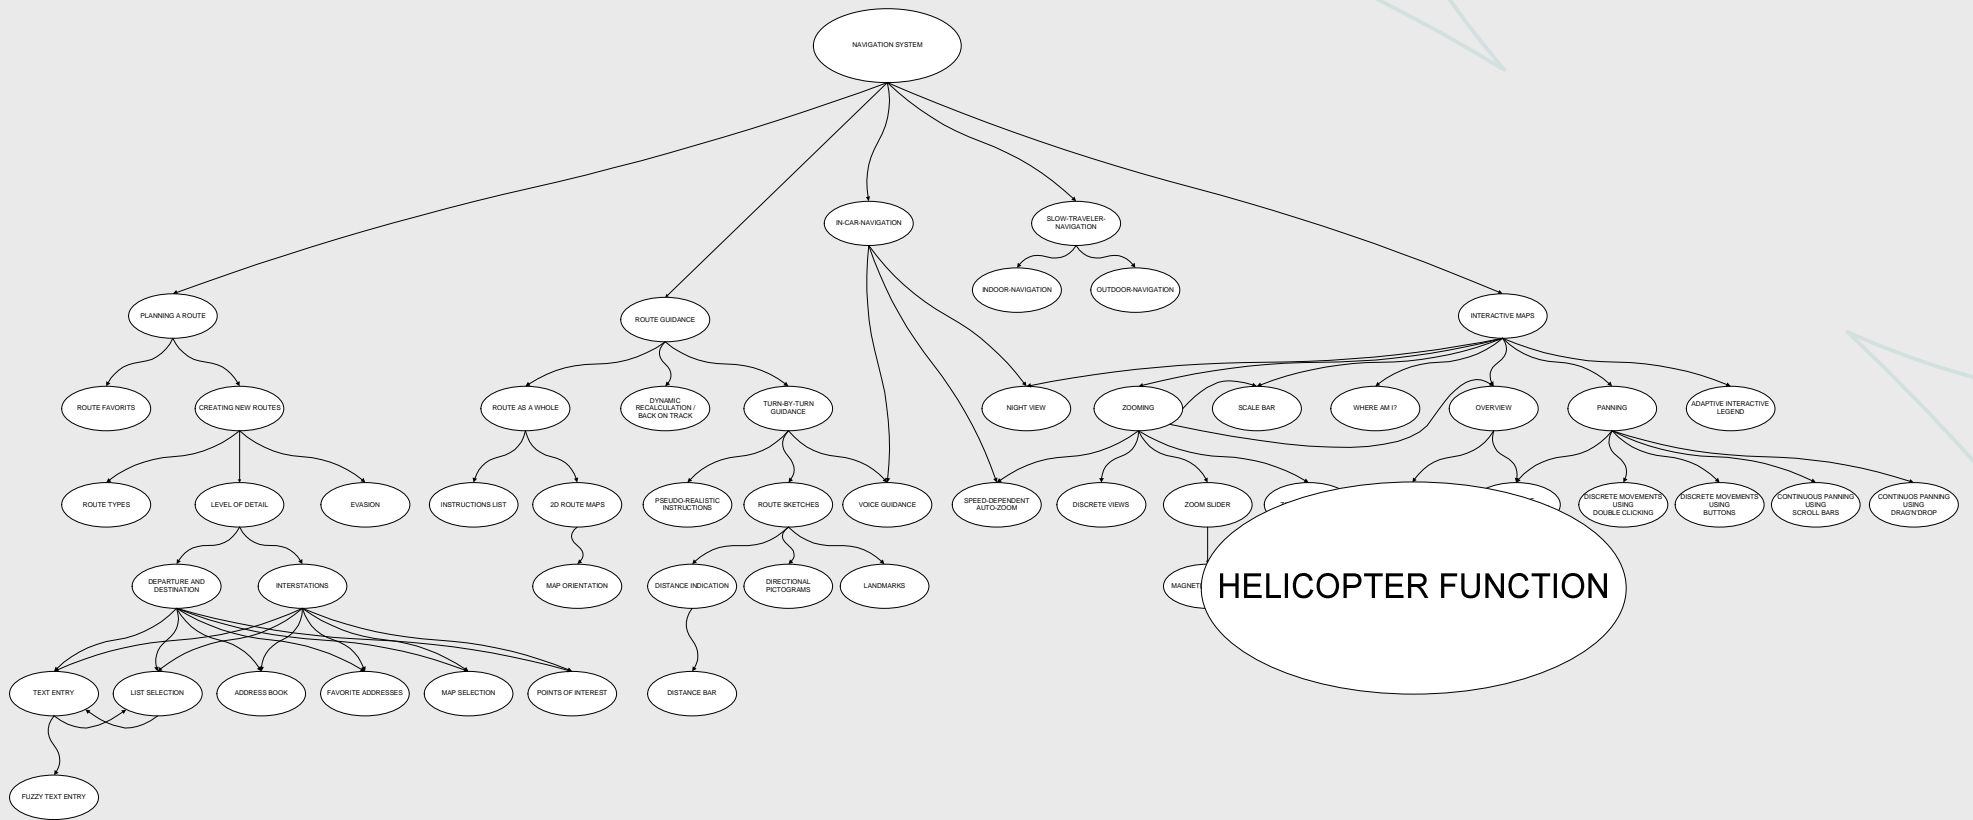 NAVIGATION SYSTEM
IN-CAR-NAVIGATION
SLOW-TRAVELER-
NAVIGATION
INDOOR-NAVIGATION
OUTDOOR-NAVIGATION
PLANNING A ROUTE
ROUTE GUIDANCE
INTERACTIVE MAPS
ROUTE FAVORITS
CREATING NEW ROUTES
ROUTE AS A WHOLE
DYNAMIC
RECALCULATION /
BACK ON TRACK
TURN-BY-TURN
GUIDANCE
NIGHT VIEW
ZOOMING
SCALE BAR
WHERE AM I?
OVERVIEW
PANNING
ADAPTIVE INTERACTIVE
LEGEND
ROUTE TYPES
LEVEL OF DETAIL
EVASION
INSTRUCTIONS LIST
2D ROUTE MAPS
PSEUDO-REALISTIC
INSTRUCTIONS
ROUTE SKETCHES
VOICE GUIDANCE
SPEED-DEPENDENT
AUTO-ZOOM
DISCRETE VIEWS
ZOOM SLIDER
DISCRETE MOVEMENTS
USING
DOUBLE CLICKING
DISCRETE MOVEMENTS
USING
BUTTONS
CONTINUOUS PANNING
USING
SCROLL BARS
CONTINUOS PANNING
USING
DRAG'N'DROP
DEPARTURE AND
DESTINATION
INTERSTATIONS
MAP ORIENTATION
DISTANCE INDICATION
DIRECTIONAL
PICTOGRAMS
LANDMARKS
HELICOPTER FUNCTION
TEXT ENTRY
LIST SELECTION
ADDRESS BOOK
FAVORITE ADDRESSES
MAP SELECTION
POINTS OF INTEREST
DISTANCE BAR
FUZZY TEXT ENTRY